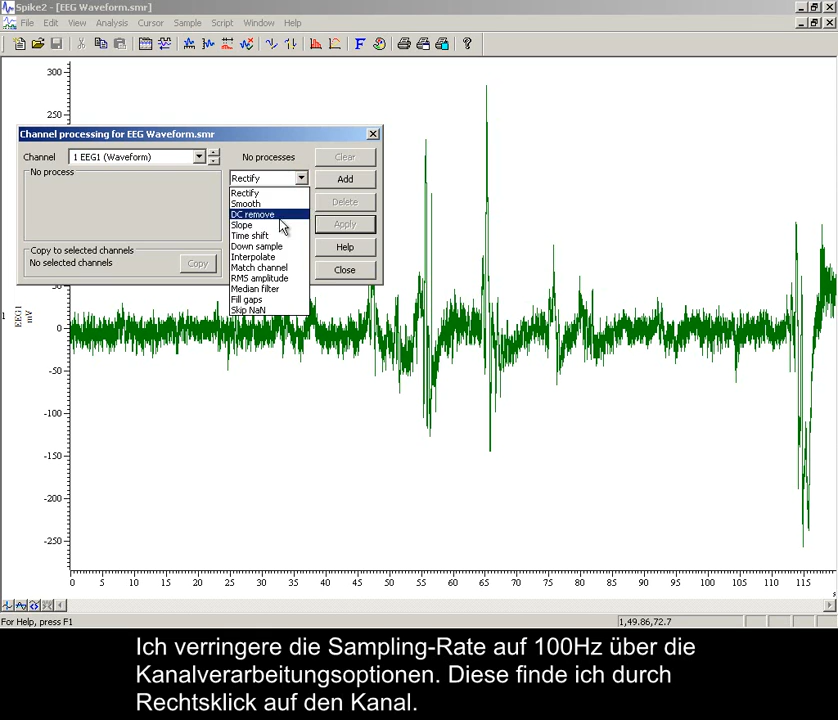 Spike2 - [EEG Waveform.smr]
File Edit View Analysis Cursor Sample Script Window Help
300
250
Channel processing for EEG Waveform.smr
Channel 1 EEG1 (Waveform) No processes Clear
No process
Rectify Add
Rectify
Smooth Delete
DC remove
Slope Apply
Time shift
Down sample Help
Copy to selected channels
Interpolate
No selected channels Copy
Match channel Close
RMS amplitude
Median filter
Fill gaps
Skip NaN
50
1 EEG1 mV
0
-50
-100
-150
-200
-250
0 5 10 15 20 25 30 35 40 45 50 55 60 65 70 75 80 85 90 95 100 105 110 115
s
For Help, press F1 1,49.86,72.7
Ich verringere die Sampling-Rate auf 100Hz über die
Kanalverarbeitungsoptionen. Diese finde ich durch
Rechtsklick auf den Kanal.